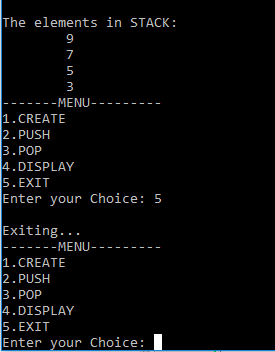 The elements in STACK:
9
7
5
3
-------MENU---------
1.CREATE
2.PUSH
3.POP
4.DISPLAY
5.EXIT
Enter your Choice: 5
Exiting...
-------MENU---------
1.CREATE
2.PUSH
3.POP
4.DISPLAY
5.EXIT
Enter your Choice: